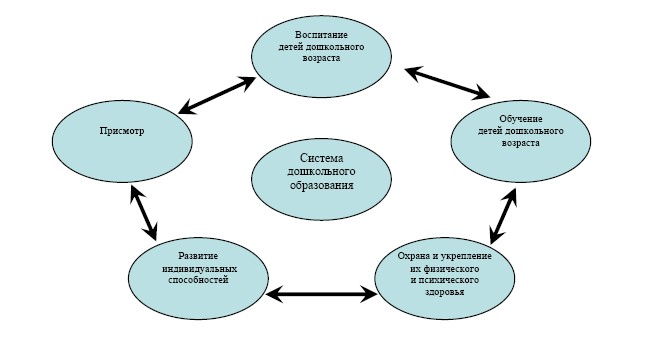 Воспитание
детей дошкольного
возраста
Присмотр
Обучение
детей дошкольного
возраста
Система
дошкольного
образования
Развитие
индивидуальных
способностей
Охрана и укрепление
их физического
и психического
здоровья